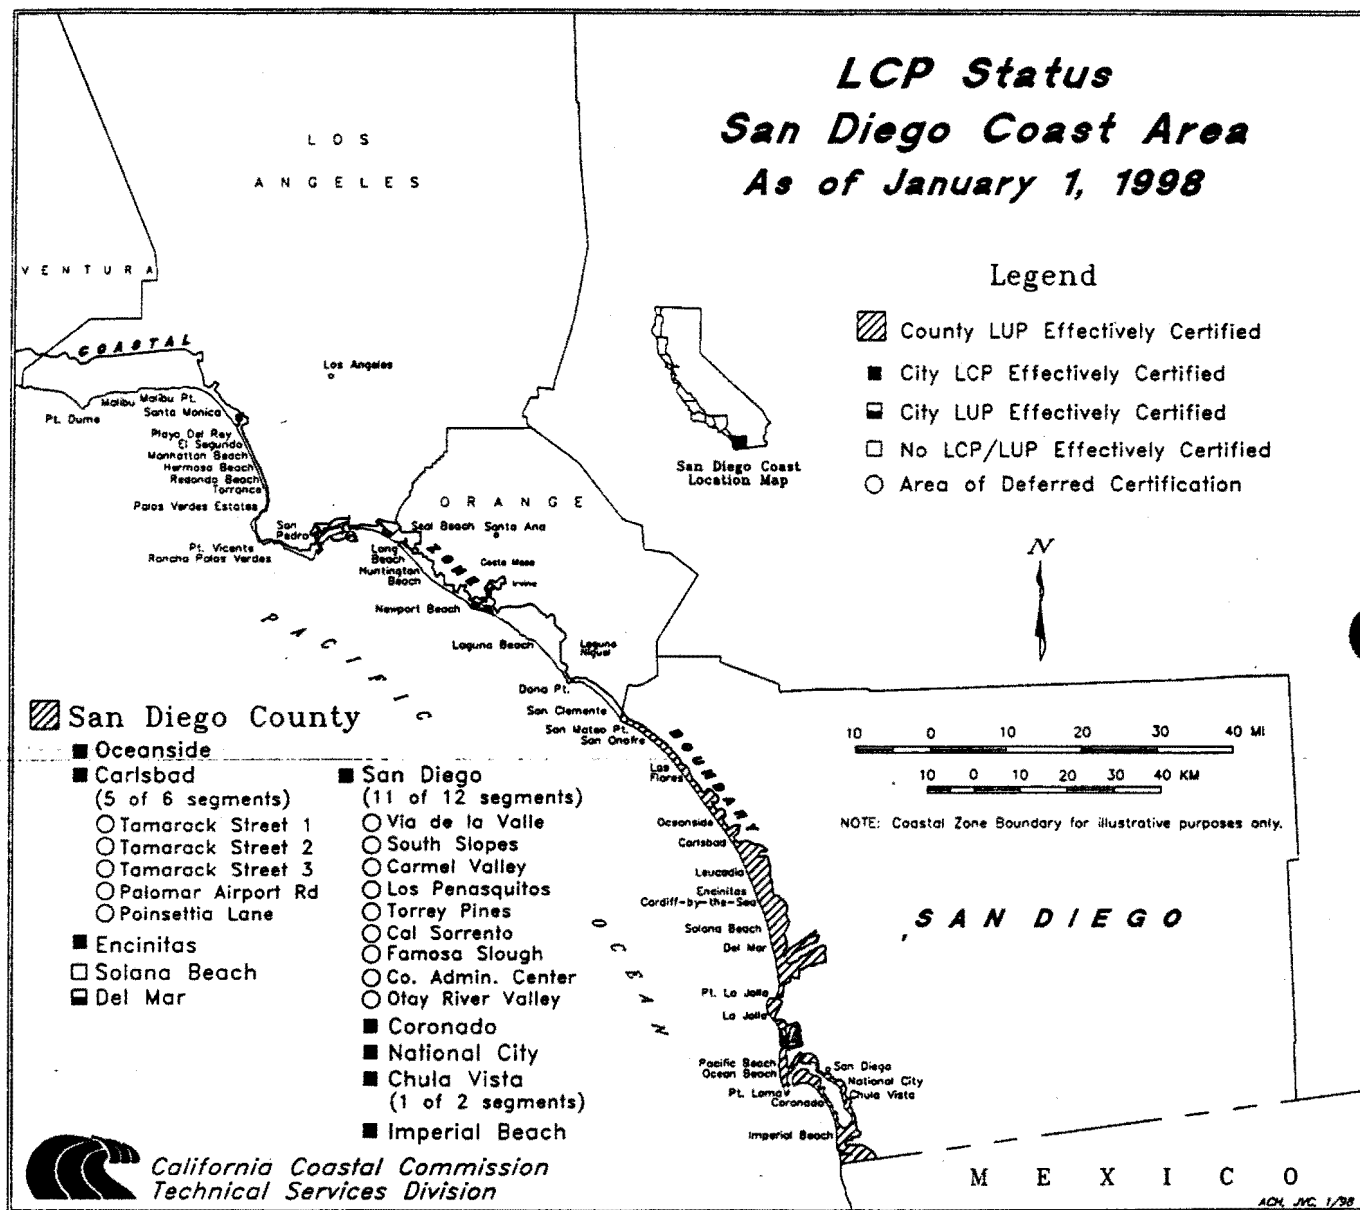 LCP Status
San Diego Coast Area
As of January 1, 1998
LOS
ANGELES
VENTURA
COASTAL
Los Angeles
Pt. Dume
Malibu
Malibu Pt.
Santa Monica
Playa Del Rey
El Segundo
Manhattan Beach
Hermosa Beach
Redondo Beach
Torrance
Palos Verdes Estates
San
Pedro
Pt. Vicente
Rancho Palos Verdes
ORANGE
Seal Beach
Santa Ana
Long
Beach
Huntington
Beach
ZONE
Costa Mesa
Irvine
Newport Beach
Laguna Beach
Laguna
Niguel
Dana Pt.
San Clemente
San Mateo Pt.
San Onofre
Legend
County LUP Effectively Certified
City LCP Effectively Certified
City LUP Effectively Certified
No LCP/LUP Effectively Certified
Area of Deferred Certification
San Diego Coast
Location Map
N
PACIFIC
OCEAN
BOUNDARY
Las
Flores
Oceanside
Carlsbad
Leucadia
Encinitas
Cardiff-by-the-Sea
Solana Beach
Del Mar
Pt. La Jolla
La Jolla
Pacific Beach
Ocean Beach
Pt. Loma
Coronado
San Diego
National City
Chula Vista
Imperial Beach
10 0 10 20 30 40 MI
10 0 10 20 30 40 KM
NOTE: Coastal Zone Boundary for illustrative purposes only.
SAN DIEGO
MEXICO
San Diego County
Oceanside
Carlsbad
(5 of 6 segments)
Tamarack Street 1
Tamarack Street 2
Tamarack Street 3
Palomar Airport Rd
Poinsettia Lane
Encinitas
Solana Beach
Del Mar
San Diego
(11 of 12 segments)
Via de la Valle
South Slopes
Carmel Valley
Los Penasquitos
Torrey Pines
Cal Sorrento
Famosa Slough
Co. Admin. Center
Otay River Valley
Coronado
National City
Chula Vista
(1 of 2 segments)
Imperial Beach
California Coastal Commission
Technical Services Division
ACH, JVC, 1/98